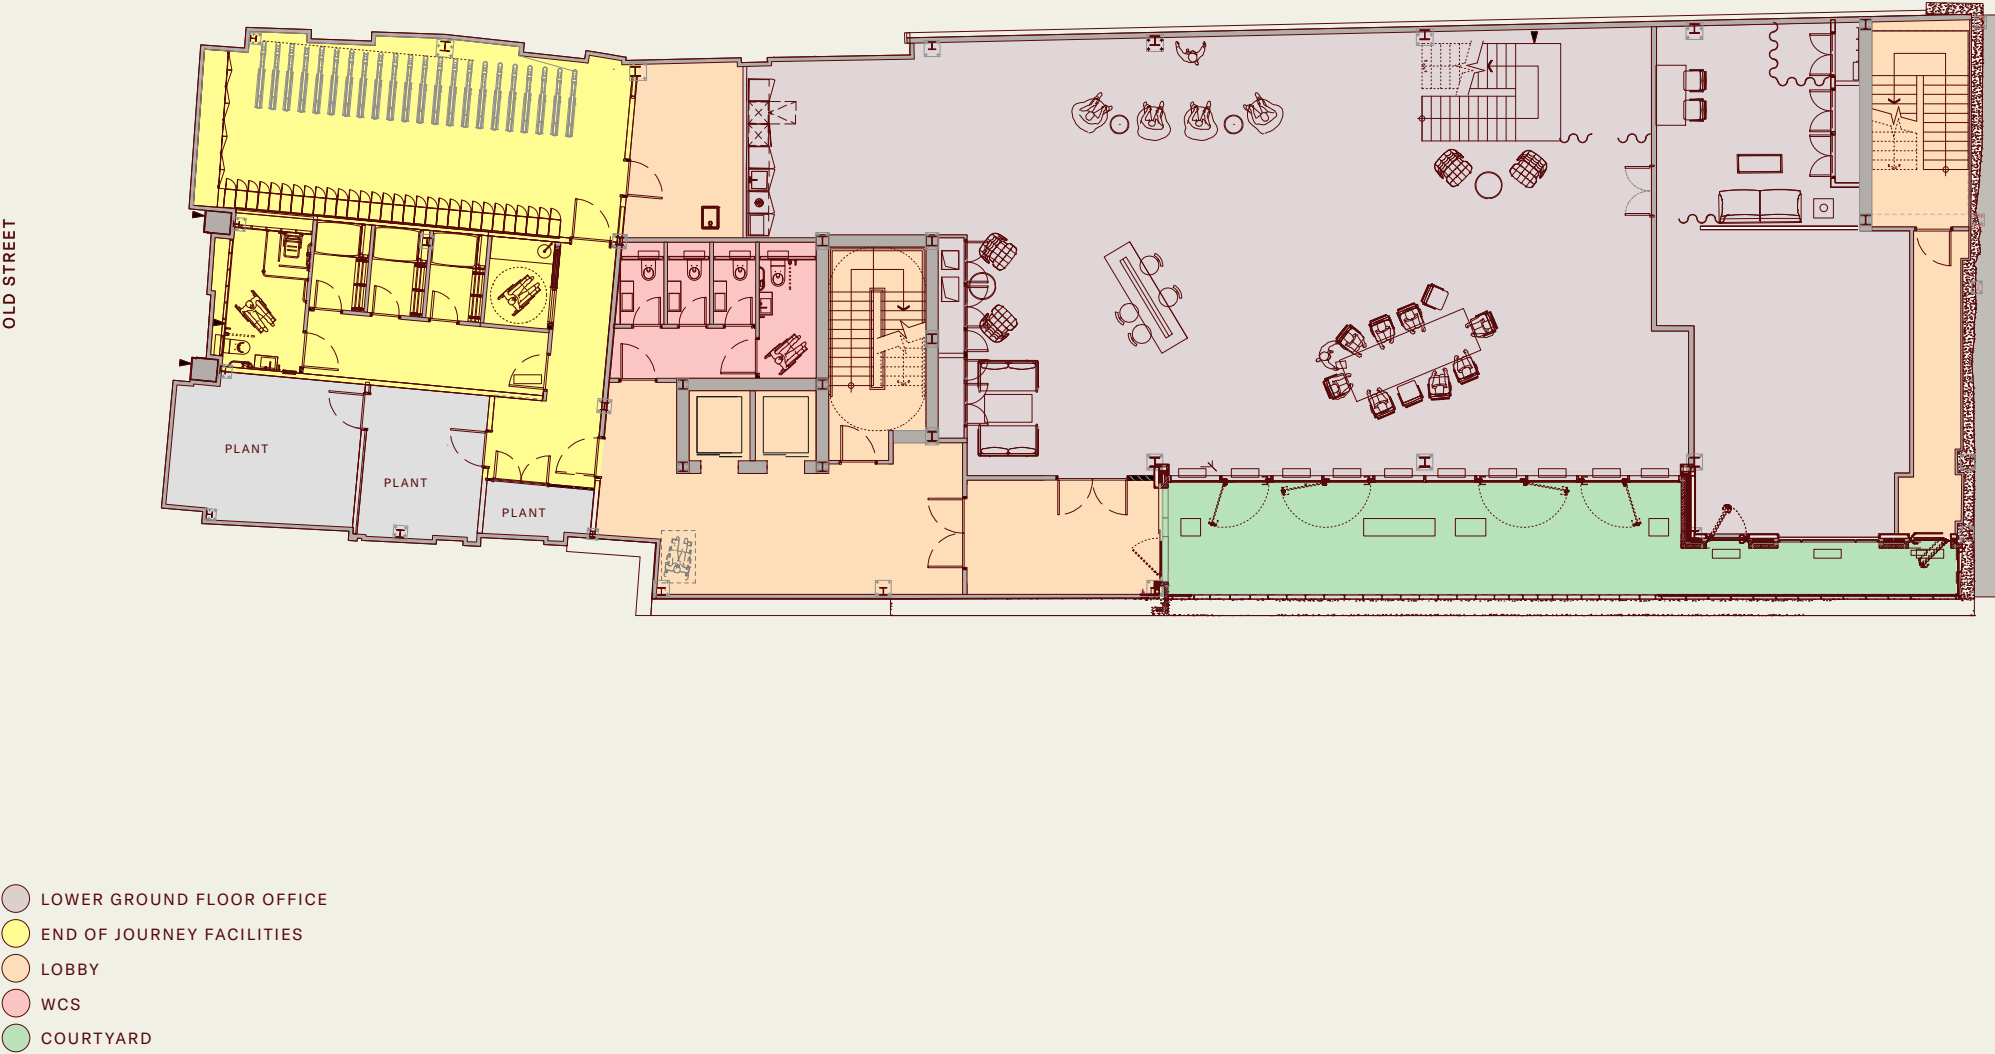 OLD STREET
PLANT
PLANT
PLANT
LOWER GROUND FLOOR OFFICE
END OF JOURNEY FACILITIES
LOBBY
WCS
COURTYARD